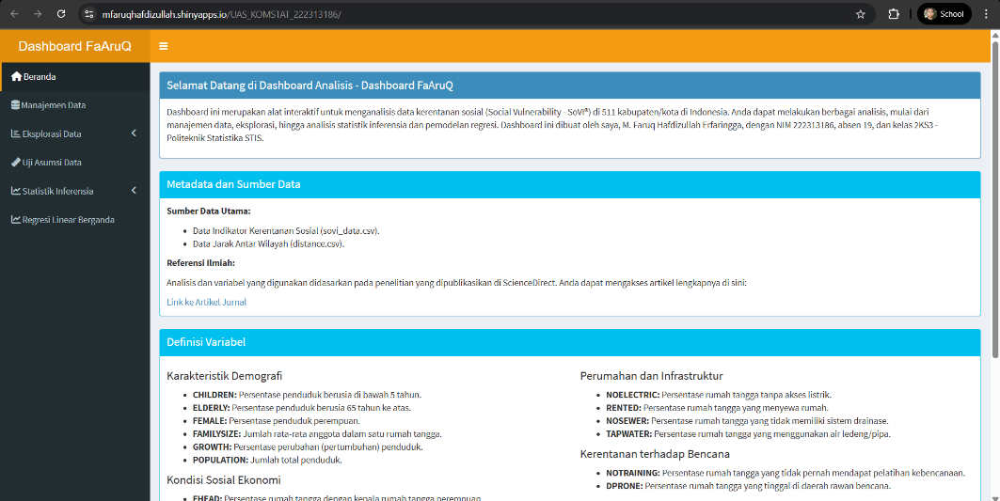 mfaruqhafdizullah.shinyapps.io/UAS_KOMSTAT_222313186/
School
Dashboard FaAruQ
Beranda
Manajemen Data
Eksplorasi Data
Uji Asumsi Data
Statistik Inferensia
Regresi Linear Berganda
Selamat Datang di Dashboard Analisis - Dashboard FaAruQ
Dashboard ini merupakan alat interaktif untuk menganalisis data kerentanan sosial (Social Vulnerability - SoVI®) di 511 kabupaten/kota di Indonesia. Anda dapat melakukan berbagai analisis, mulai dari
manajemen data, eksplorasi, hingga analisis statistik inferensia dan pemodelan regresi. Dashboard ini dibuat oleh saya, M. Faruq Hafdizullah Erfaringga, dengan NIM 222313186, absen 19, dan kelas 2KS3 -
Politeknik Statistika STIS.
Metadata dan Sumber Data
Sumber Data Utama:
• Data Indikator Kerentanan Sosial (sovi_data.csv).
• Data Jarak Antar Wilayah (distance.csv).
Referensi Ilmiah:
Analisis dan variabel yang digunakan didasarkan pada penelitian yang dipublikasikan di ScienceDirect. Anda dapat mengakses artikel lengkapnya di sini:
Link ke Artikel Jurnal
Definisi Variabel
Karakteristik Demografi
• CHILDREN: Persentase penduduk berusia di bawah 5 tahun.
• ELDERLY: Persentase penduduk berusia 65 tahun ke atas.
• FEMALE: Persentase penduduk perempuan.
• FAMILYSIZE: Jumlah rata-rata anggota dalam satu rumah tangga.
• GROWTH: Persentase perubahan (pertumbuhan) penduduk.
• POPULATION: Jumlah total penduduk.
Kondisi Sosial Ekonomi
• FHEAD: Persentase rumah tangga dengan kepala rumah tangga perempuan.
Perumahan dan Infrastruktur
• NOELECTRIC: Persentase rumah tangga tanpa akses listrik.
• RENTED: Persentase rumah tangga yang menyewa rumah.
• NOSEWER: Persentase rumah tangga yang tidak memiliki sistem drainase.
• TAPWATER: Persentase rumah tangga yang menggunakan air ledeng/pipa.
Kerentanan terhadap Bencana
• NOTRAINING: Persentase rumah tangga yang tidak pernah mendapat pelatihan kebencanaan.
• DPRONE: Persentase rumah tangga yang tinggal di daerah rawan bencana.